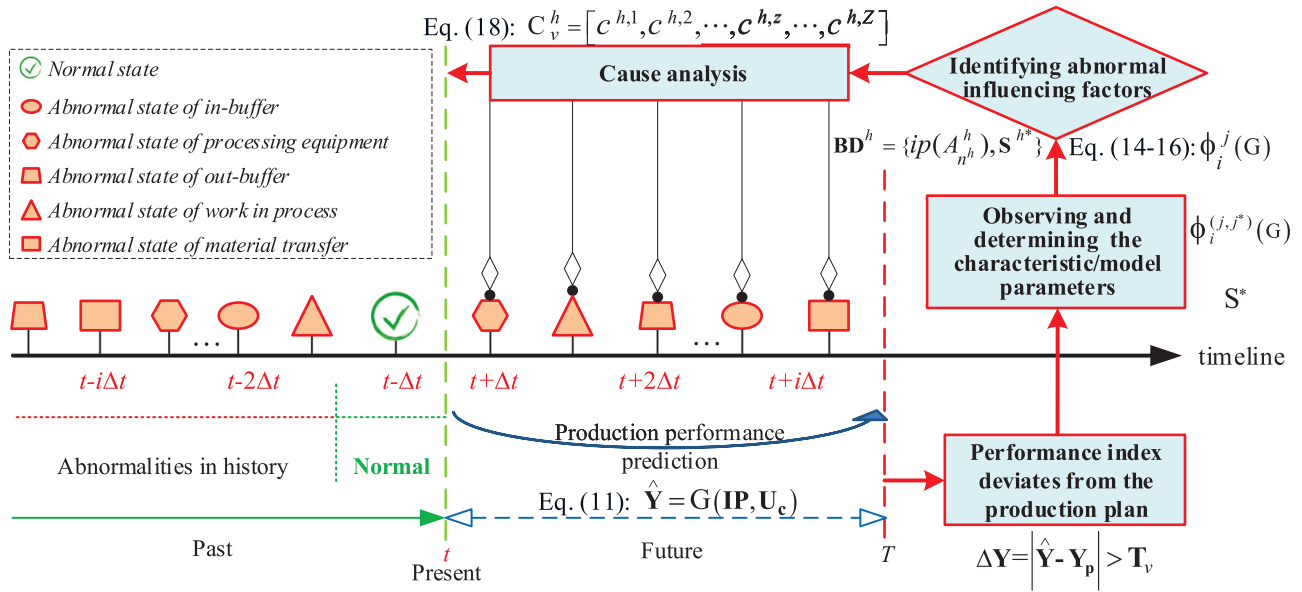 Eq. (18): C_v^h = [c^{h,1}, c^{h,2}, ···, c^{h,z}, ···, c^{h,Z}]
Normal state
Abnormal state of in-buffer
Abnormal state of processing equipment
Abnormal state of out-buffer
Abnormal state of work in process
Abnormal state of material transfer
Cause analysis
Identifying abnormal
influencing factors
BD^h = {ip(A_{n^h}^h), S^{h*}}
Eq. (14-16): ϕ_i^j(G)
Observing and
determining the
characteristic/model
parameters
ϕ_i^{(j,j*)}(G)
S*
···
···
timeline
t-iΔt
t-2Δt
t-Δt
t+Δt
t+2Δt
t+iΔt
Abnormalities in history
Normal
Production performance
prediction
Eq. (11): Ŷ = G(IP, U_c)
Performance index
deviates from the
production plan
ΔY=|Ŷ-Y_p| > T_v
Past
t
Present
Future
T